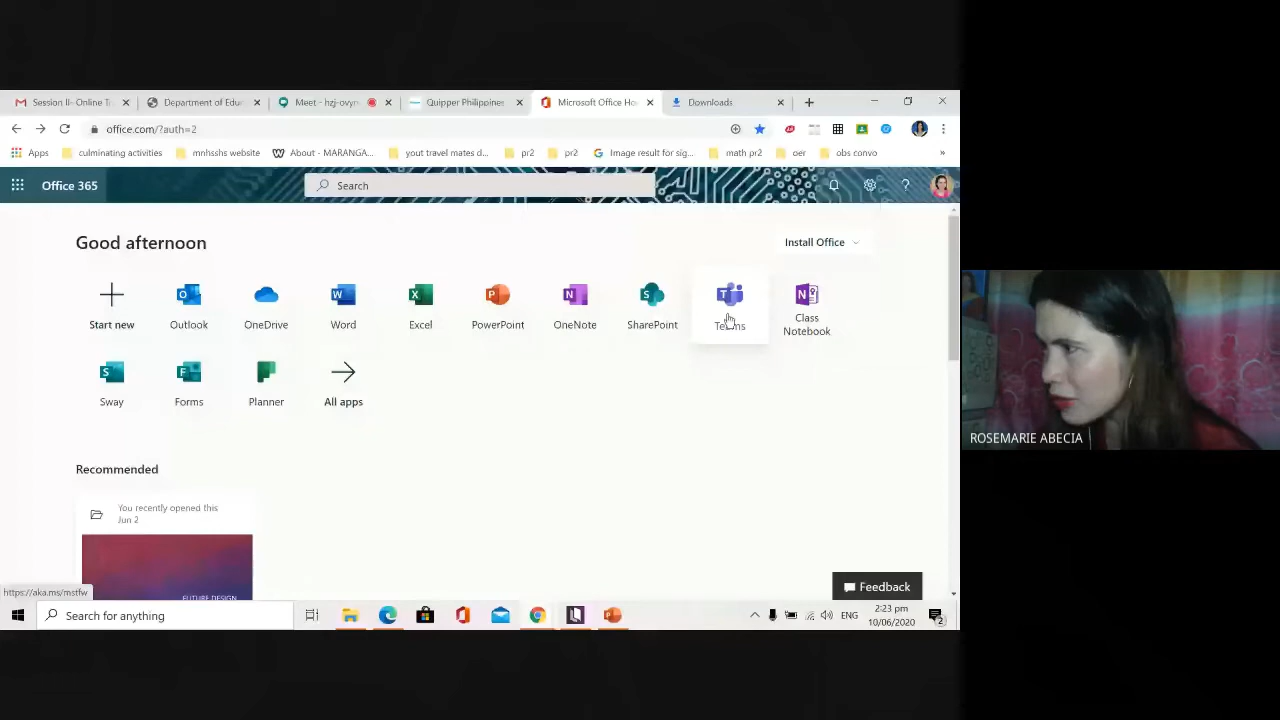 Session II- Online Tr
Department of Edu
Meet - hzj-ovyn
Quipper Philippines
Microsoft Office Ho
Downloads
office.com/?auth=2
Apps
culminating activities
mnhsshs website
About - MARANGA...
yout travel mates d...
pr2
pr2
Image result for sig...
math pr2
oer
obs convo
»
Office 365
Search
Good afternoon
Install Office
Start new
Outlook
OneDrive
Word
Excel
PowerPoint
OneNote
SharePoint
Teams
Class
Notebook
Sway
Forms
Planner
All apps
Recommended
You recently opened this
Jun 2
FUTURE DESIGN
https://aka.ms/mstfw
Feedback
Search for anything
ENG
2:23 pm
10/06/2020
2
ROSEMARIE ABECIA